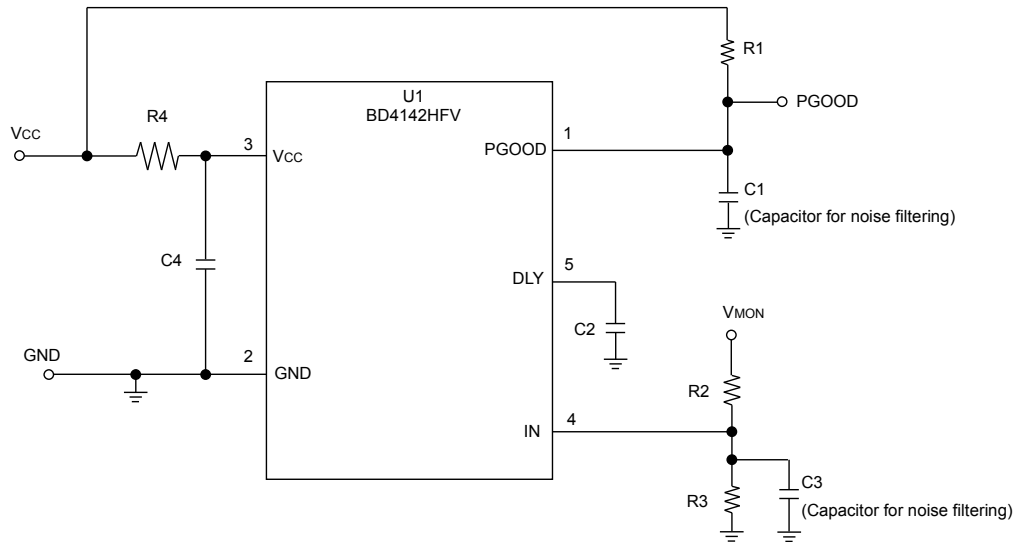 R1
U1
BD4142HFV
PGOOD
R4
VCC
3
VCC
PGOOD
1
C1
(Capacitor for noise filtering)
C4
DLY
5
C2
VMON
GND
2
GND
R2
IN
4
R3
C3
(Capacitor for noise filtering)